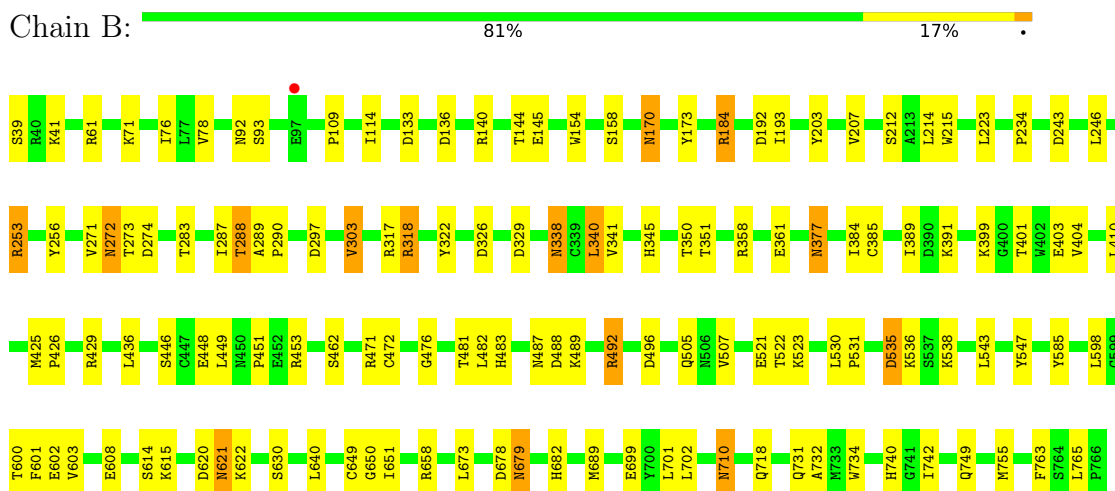 Chain B:
81% 17% •
S39 R40 K41 R61 K71 I76 L77 V78 N92 S93 E97 P109 I114 D133 D136 R140 T144 E145 W154 S158 N170 Y173 R184 D192 I193 Y203 V207 S212 A213 L214 W215 L223 P234 D243 L246
R253 Y256 V271 N272 T273 D274 T283 I287 T288 A289 P290 D297 V303 R317 R318 Y322 D326 D329 N338 C339 L340 V341 H345 T350 T351 R358 E361 N377 I384 C385 I389 D390 K391 K399 G400 T401 W402 E403 V404 L410
M425 P426 R429 L436 S446 C447 E448 L449 N450 P451 E452 R453 S462 R471 C472 G476 T481 L482 H483 N487 D488 K489 R492 D496 Q505 N506 V507 E521 T522 K523 L530 P531 D535 K536 S537 K538 L543 Y547 Y585 L598 G599
T600 F601 E602 V603 E608 S614 K615 D620 N621 K622 S630 L640 C649 G650 I651 R658 L673 D678 N679 H682 M689 E699 Y700 L701 L702 N710 Q718 Q731 A732 M733 W734 H740 G741 I742 Q749 M755 F763 S764 L765 P766